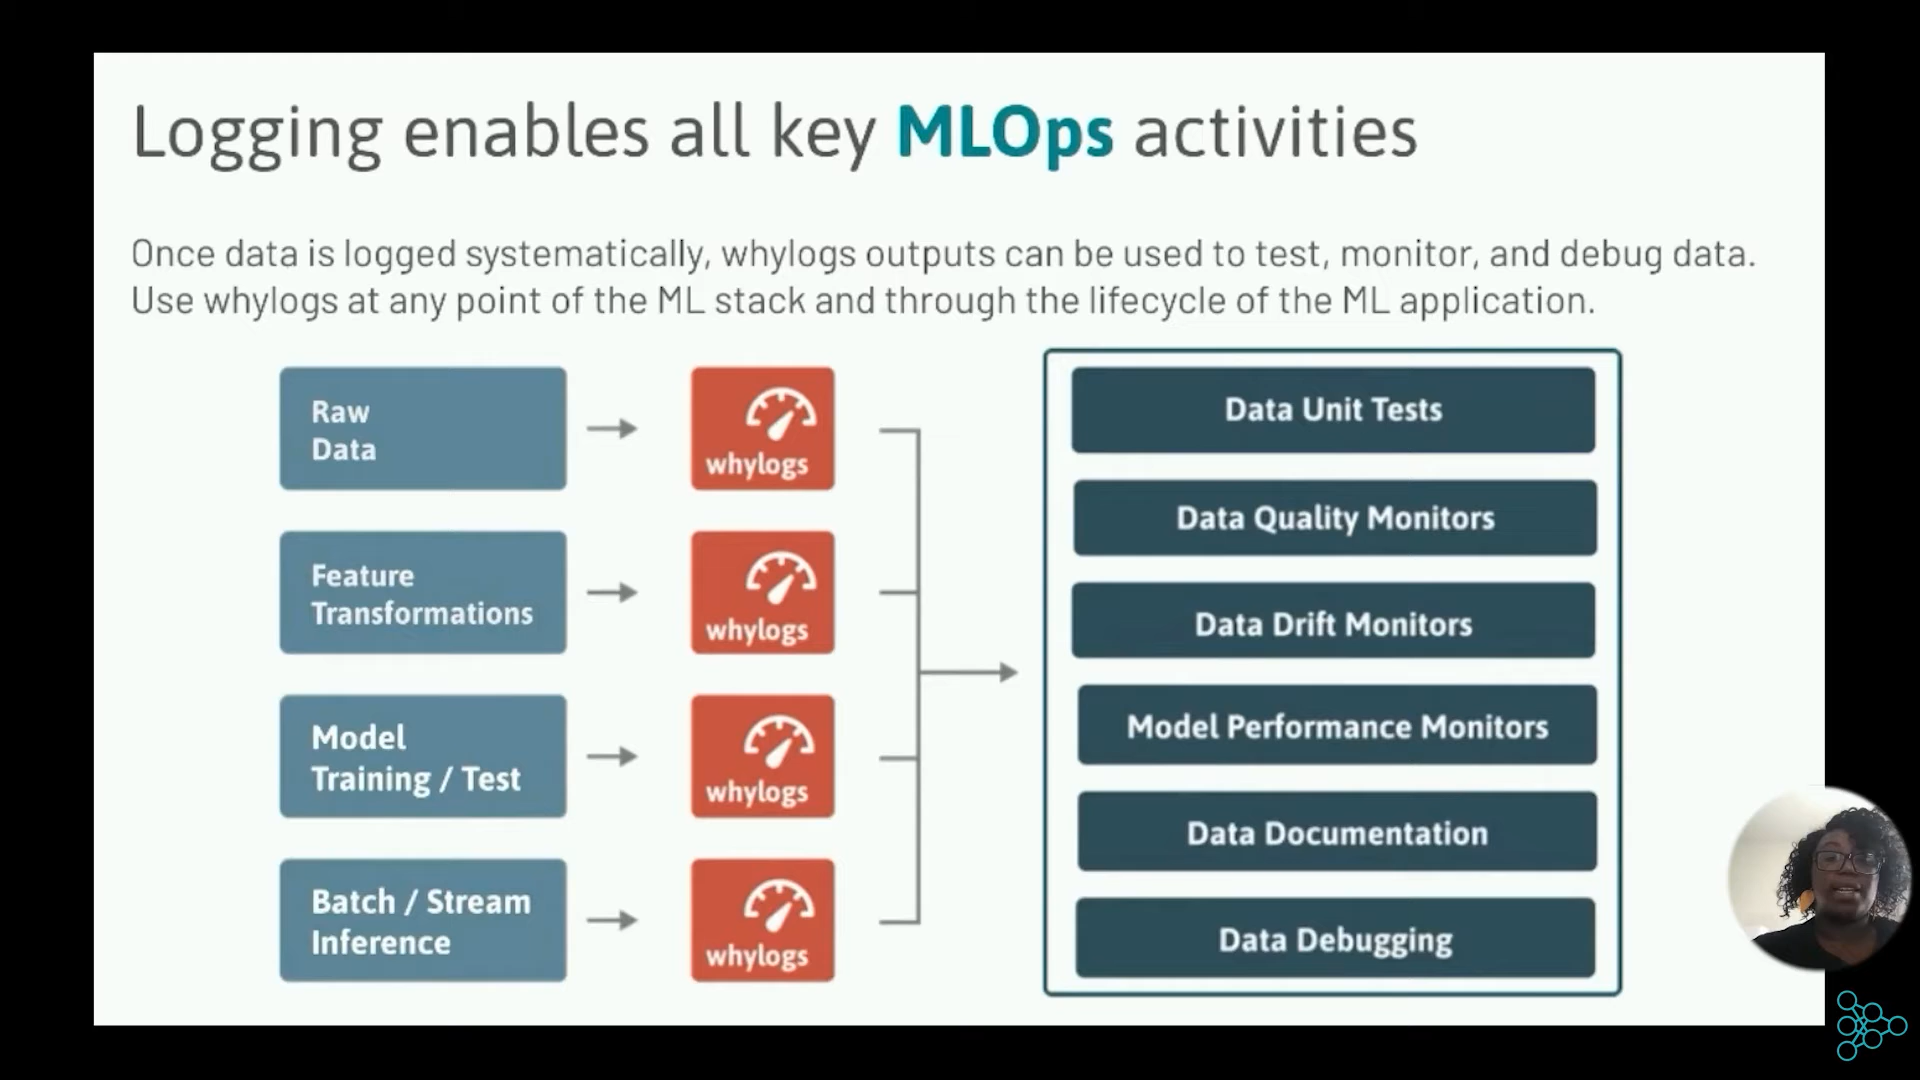 Logging enables all key MLOps activities
Once data is logged systematically, whylogs outputs can be used to test, monitor, and debug data.
Use whylogs at any point of the ML stack and through the lifecycle of the ML application.
Raw
Data
whylogs
Feature
Transformations
whylogs
Model
Training / Test
whylogs
Batch / Stream
Inference
whylogs
Data Unit Tests
Data Quality Monitors
Data Drift Monitors
Model Performance Monitors
Data Documentation
Data Debugging